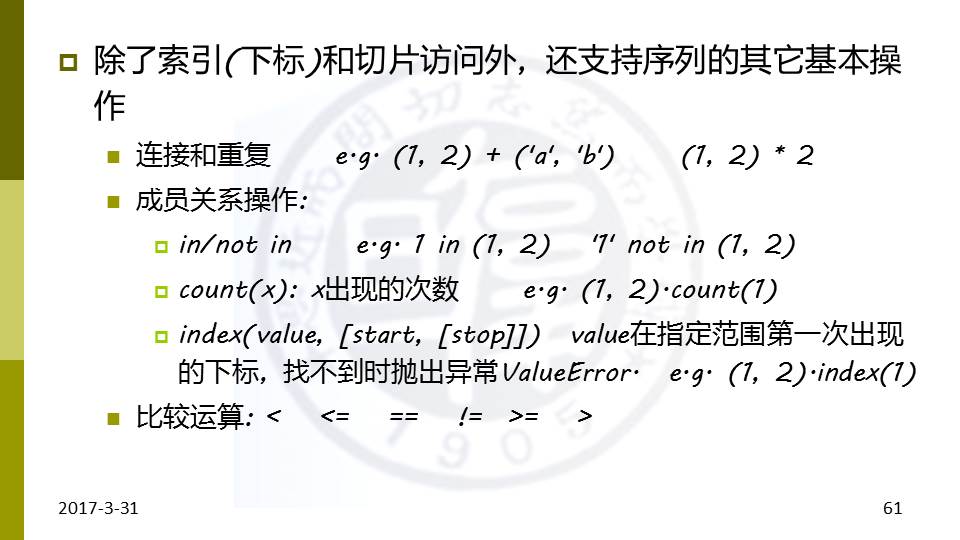 除了索引(下标)和切片访问外，还支持序列的其它基本操
作
连接和重复 e.g. (1, 2) + ('a', 'b') (1, 2) * 2
成员关系操作:
in/not in e.g. 1 in (1, 2) '1' not in (1, 2)
count(x): x出现的次数 e.g. (1, 2).count(1)
index(value, [start, [stop]]) value在指定范围第一次出现
的下标，找不到时抛出异常ValueError. e.g. (1, 2).index(1)
比较运算: < <= == != >= >
1905
2017-3-31 61